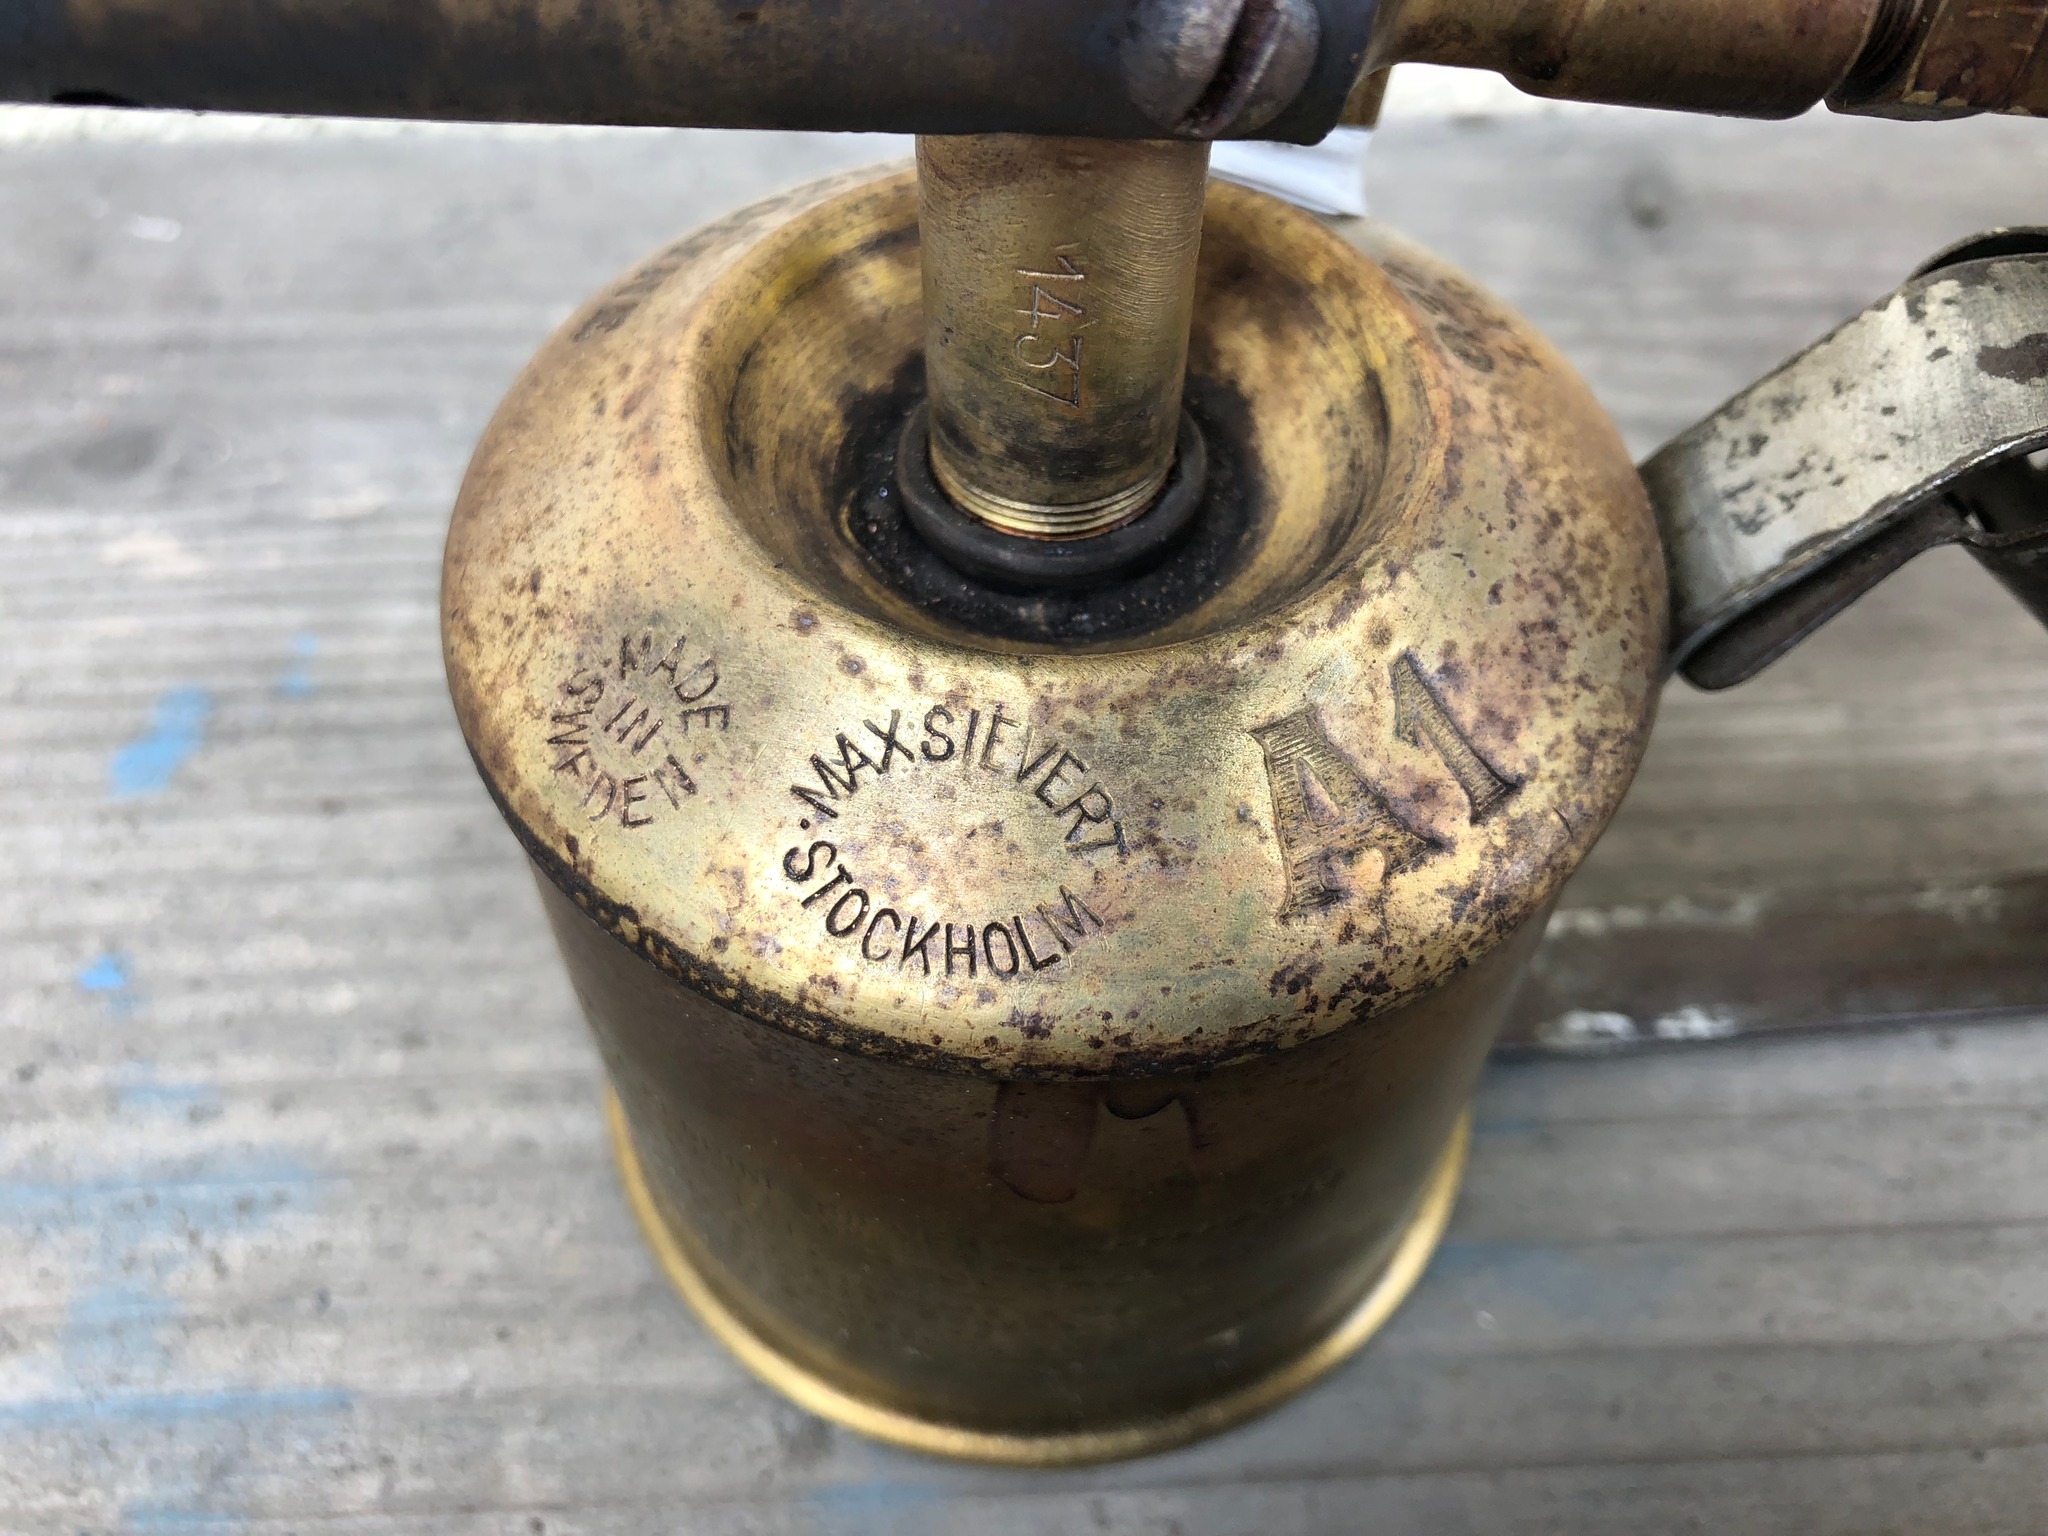 1437
MADE
IN
SWEDEN.
·MAX·SIEVERT
STOCKHOLM
A1